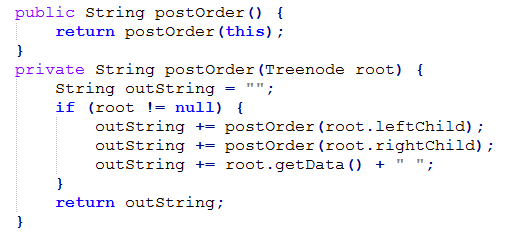 public String postOrder() {
    return postOrder(this);
}
private String postOrder(Treenode root) {
    String outString = "";
    if (root != null) {
        outString += postOrder(root.leftChild);
        outString += postOrder(root.rightChild);
        outString += root.getData() + " ";
    }
    return outString;
}